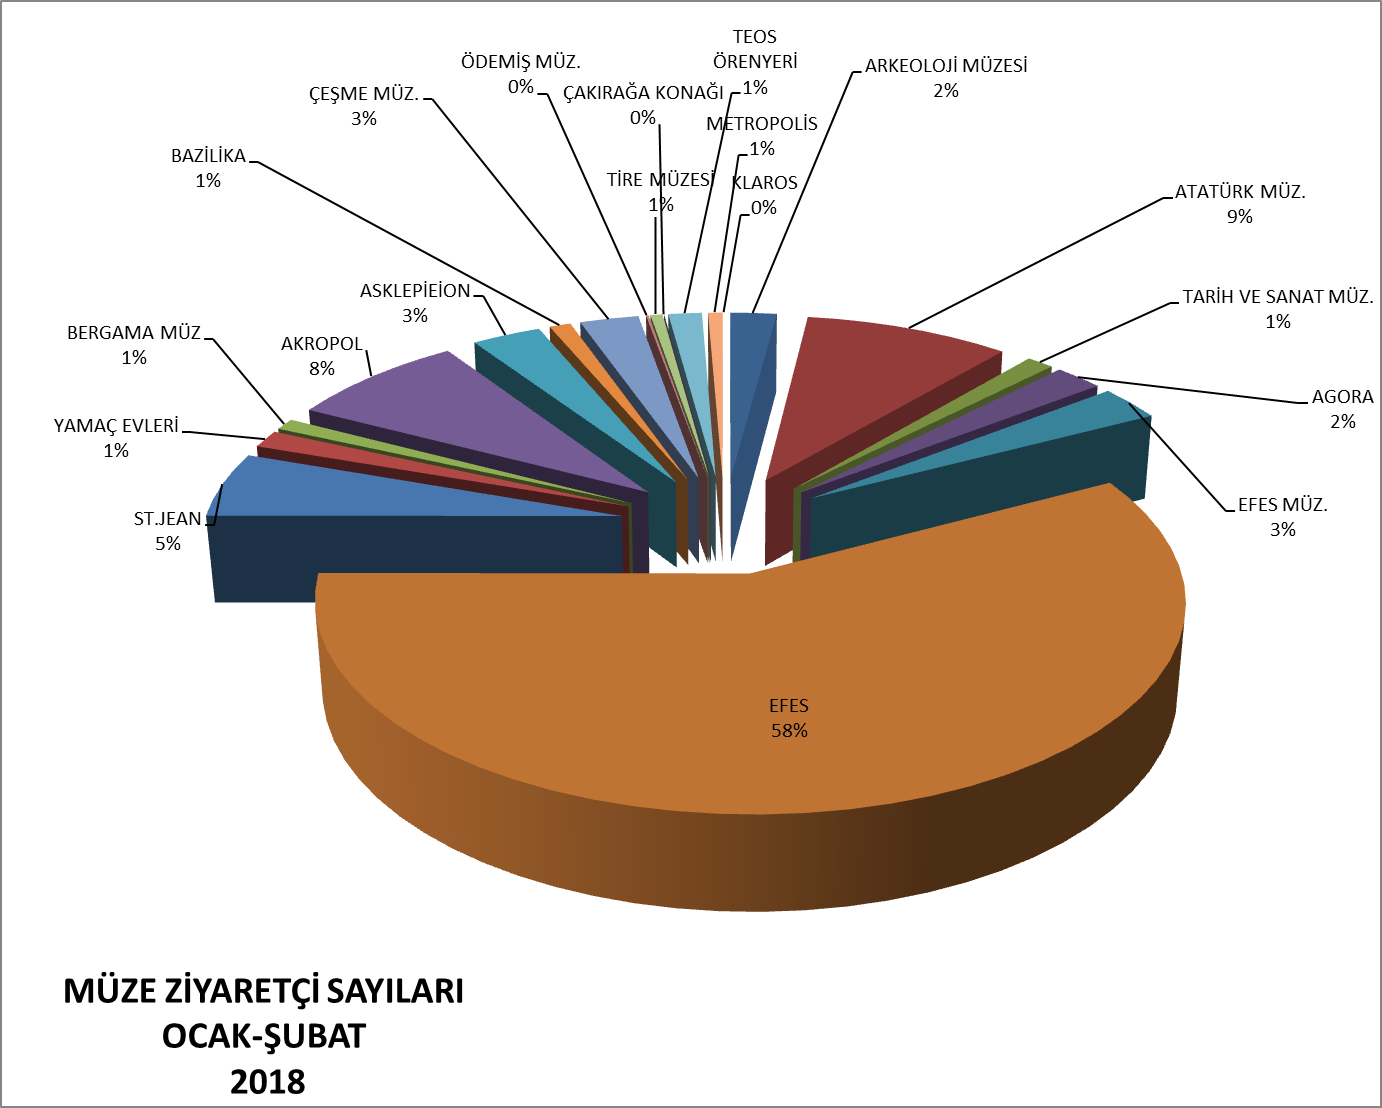 TEOS
ÖRENYERİ
1%
ÖDEMİŞ MÜZ.
0%
ARKEOLOJİ MÜZESİ
2%
ÇEŞME MÜZ.
3%
ÇAKIRAĞA KONAĞI
0%
METROPOLİS
1%
BAZİLİKA
1%
TİRE MÜZESİ
1%
KLAROS
0%
ATATÜRK MÜZ.
9%
ASKLEPİEİON
3%
TARİH VE SANAT MÜZ.
1%
BERGAMA MÜZ
1%
AKROPOL
8%
AGORA
2%
YAMAÇ EVLERİ
1%
EFES MÜZ.
3%
ST.JEAN
5%
EFES
58%
MÜZE ZİYARETÇİ SAYILARI
OCAK-ŞUBAT
2018